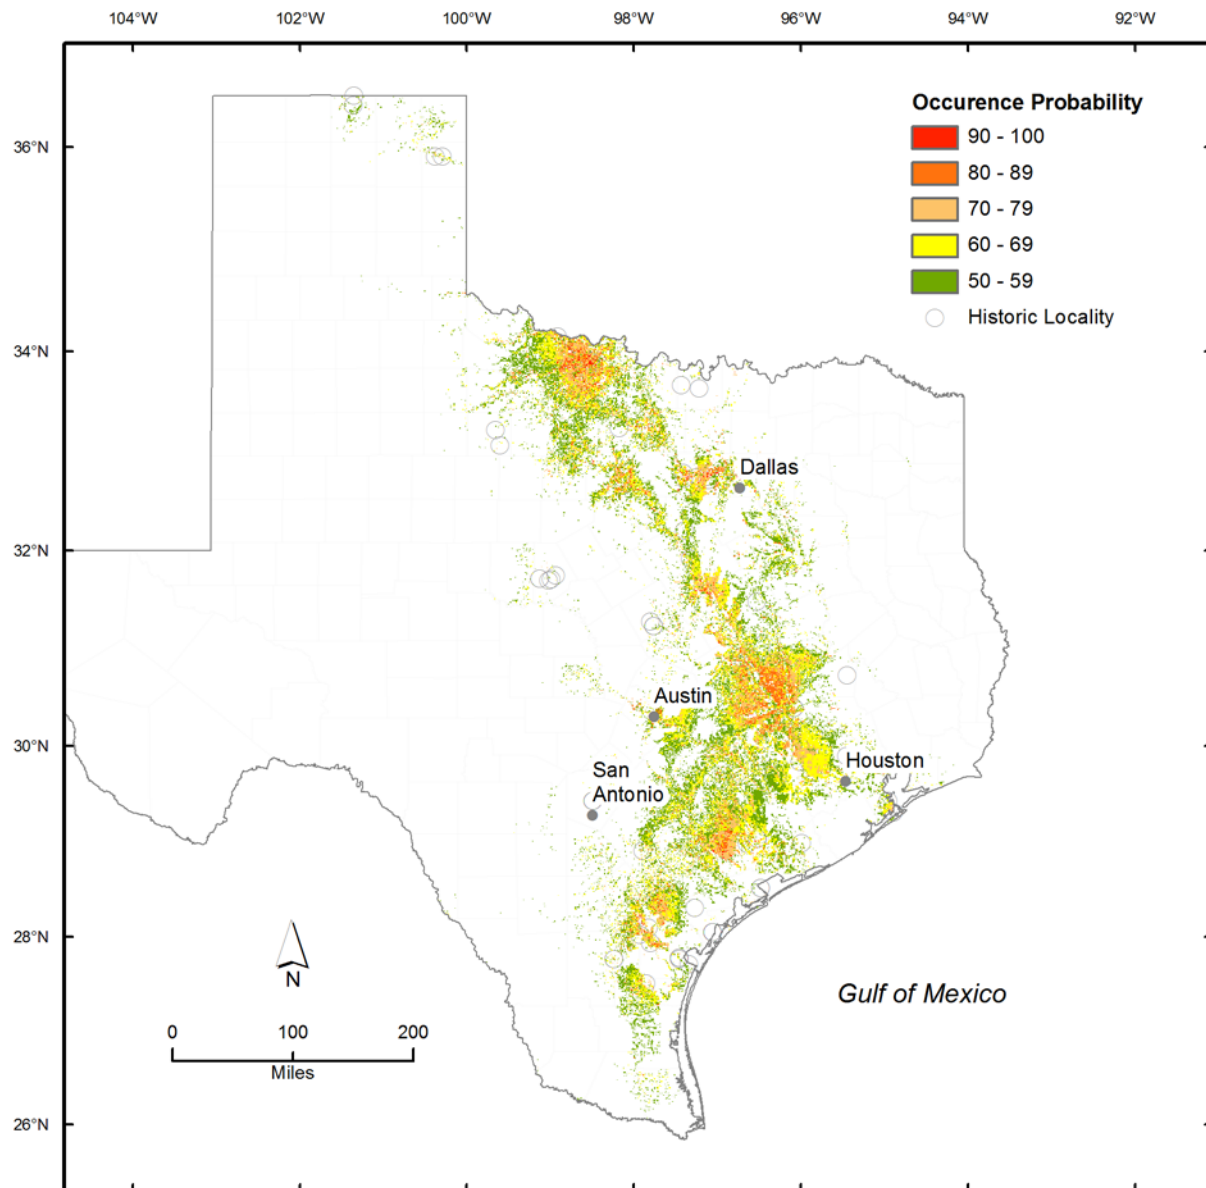 104°W 102°W 100°W 98°W 96°W 94°W 92°W
Occurence Probability
90 - 100
80 - 89
70 - 79
60 - 69
50 - 59
Historic Locality
36°N
34°N
32°N
30°N
28°N
26°N
Dallas
Austin
Houston
San
Antonio
N
Gulf of Mexico
0 100 200
Miles